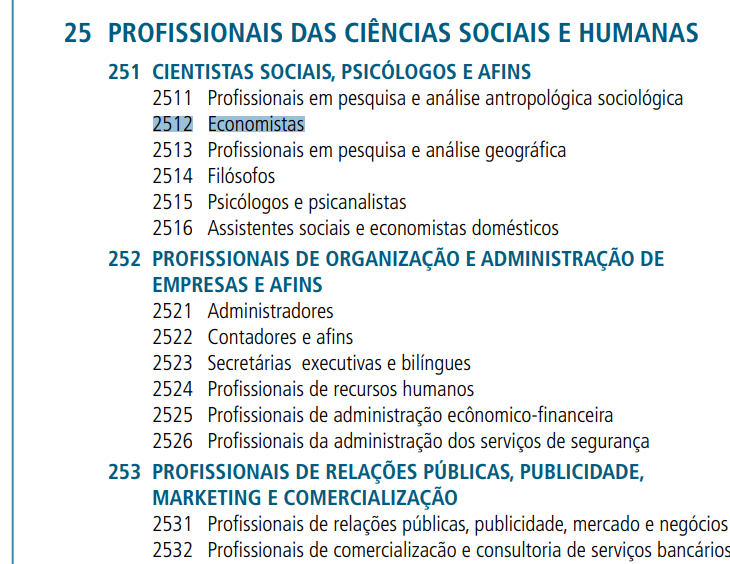 25 PROFISSIONAIS DAS CIÊNCIAS SOCIAIS E HUMANAS
251 CIENTISTAS SOCIAIS, PSICÓLOGOS E AFINS
2511 Profissionais em pesquisa e análise antropológica sociológica
2512 Economistas
2513 Profissionais em pesquisa e análise geográfica
2514 Filósofos
2515 Psicólogos e psicanalistas
2516 Assistentes sociais e economistas domésticos
252 PROFISSIONAIS DE ORGANIZAÇÃO E ADMINISTRAÇÃO DE
EMPRESAS E AFINS
2521 Administradores
2522 Contadores e afins
2523 Secretárias executivas e bilíngues
2524 Profissionais de recursos humanos
2525 Profissionais de administração ecônomico-financeira
2526 Profissionais da administração dos serviços de segurança
253 PROFISSIONAIS DE RELAÇÕES PÚBLICAS, PUBLICIDADE,
MARKETING E COMERCIALIZAÇÃO
2531 Profissionais de relações públicas, publicidade, mercado e negócios
2532 Profissionais de comercialização e consultoria de serviços bancários